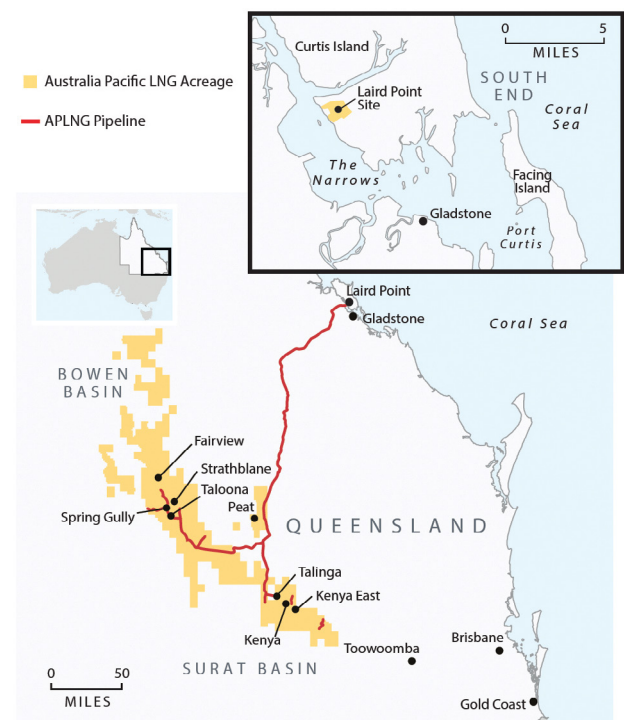 Australia Pacific LNG Acreage
APLNG Pipeline
0 5
MILES
Curtis Island
SOUTH
END
Coral
Sea
Laird Point
Site
The
Narrows
Facing
Island
Gladstone
Port
Curtis
Laird Point
Gladstone
Coral Sea
BOWEN
BASIN
Fairview
Strathblane
Taloona
Peat
Spring Gully
QUEENSLAND
Talinga
Kenya East
Kenya
Toowoomba
Brisbane
SURAT BASIN
0 50
MILES
Gold Coast